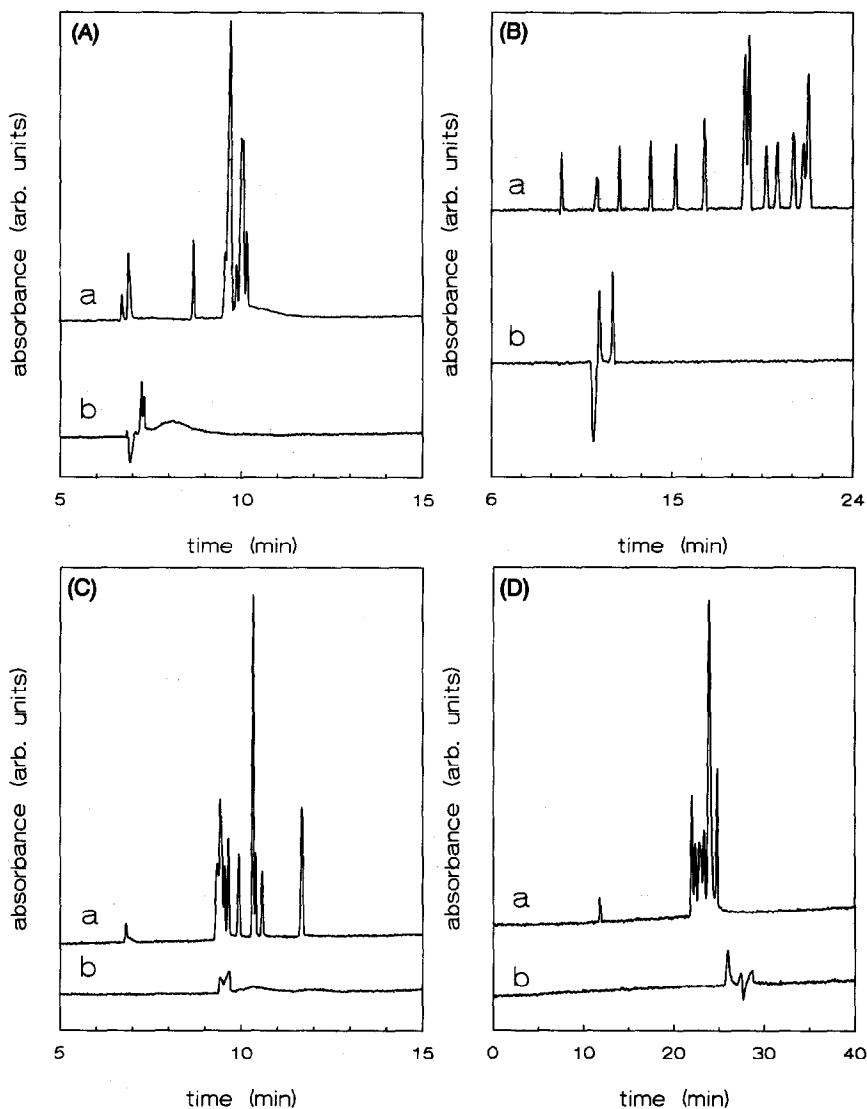 (A)
absorbance (arb. units)
a
b
5
10
15
time (min)
(B)
absorbance (arb. units)
a
b
6
15
24
time (min)
(C)
absorbance (arb. units)
a
b
5
10
15
time (min)
(D)
absorbance (arb. units)
a
b
0
10
20
30
40
time (min)